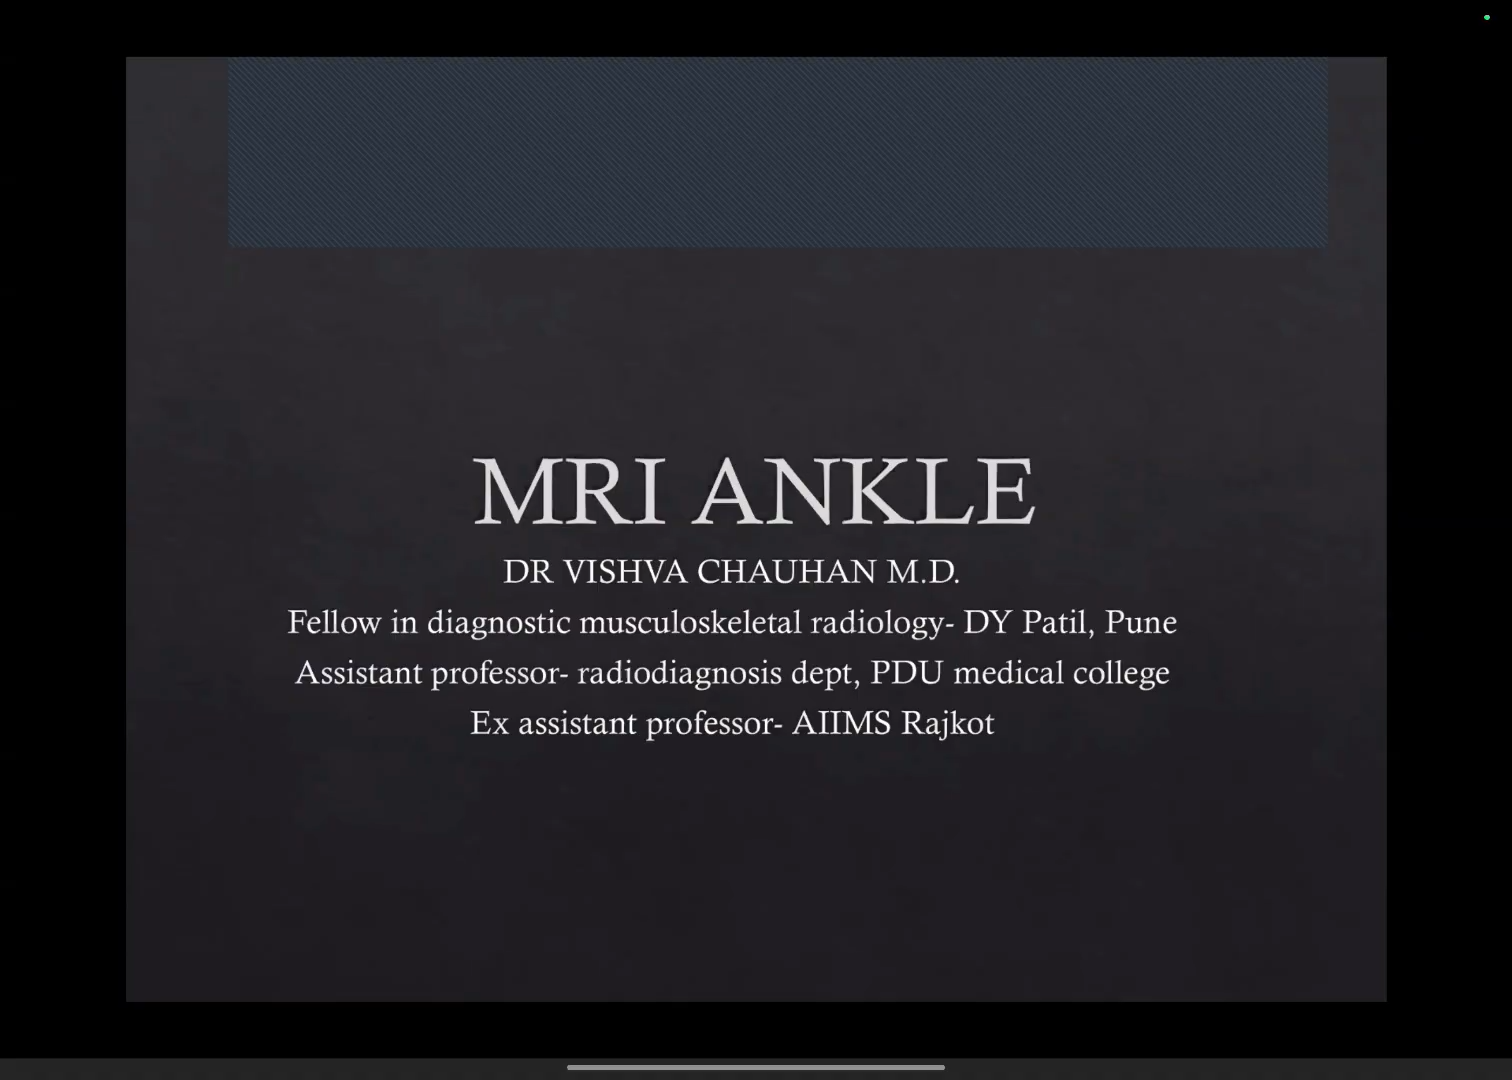 MRI ANKLE
DR VISHVA CHAUHAN M.D.
Fellow in diagnostic musculoskeletal radiology- DY Patil, Pune
Assistant professor- radiodiagnosis dept, PDU medical college
Ex assistant professor- AIIMS Rajkot